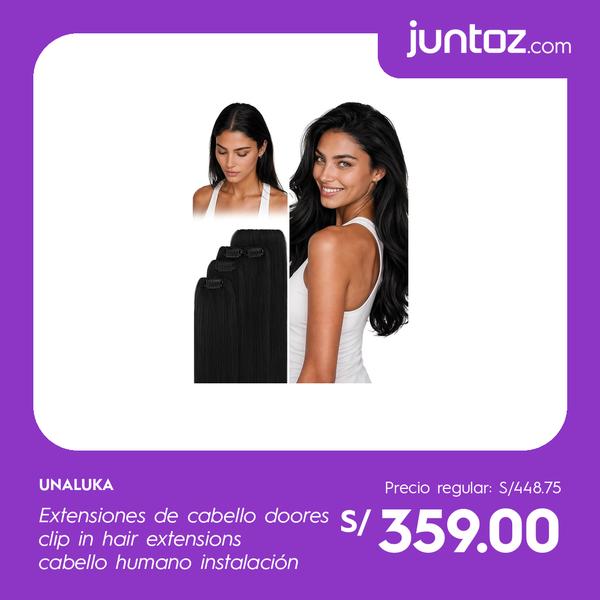 juntoz.com
UNALUKA
Extensiones de cabello doores
clip in hair extensions
cabello humano instalación
Precio regular: S/448.75
S/ 359.00